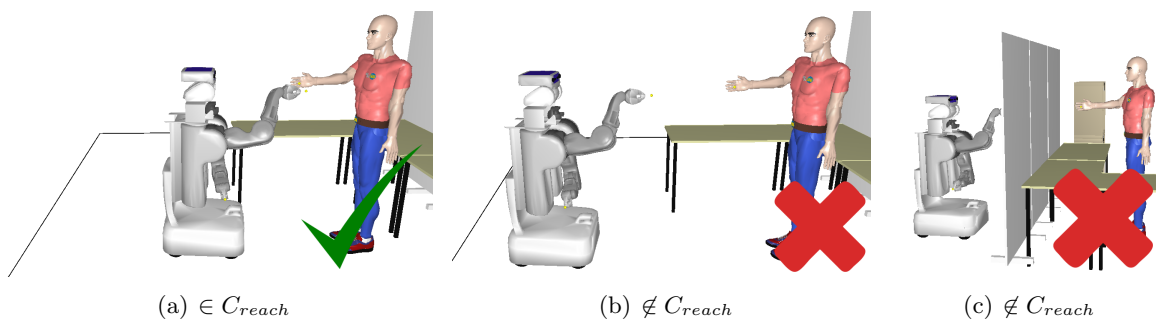 (a) ∈ C_reach
(b) ∉ C_reach
(c) ∉ C_reach